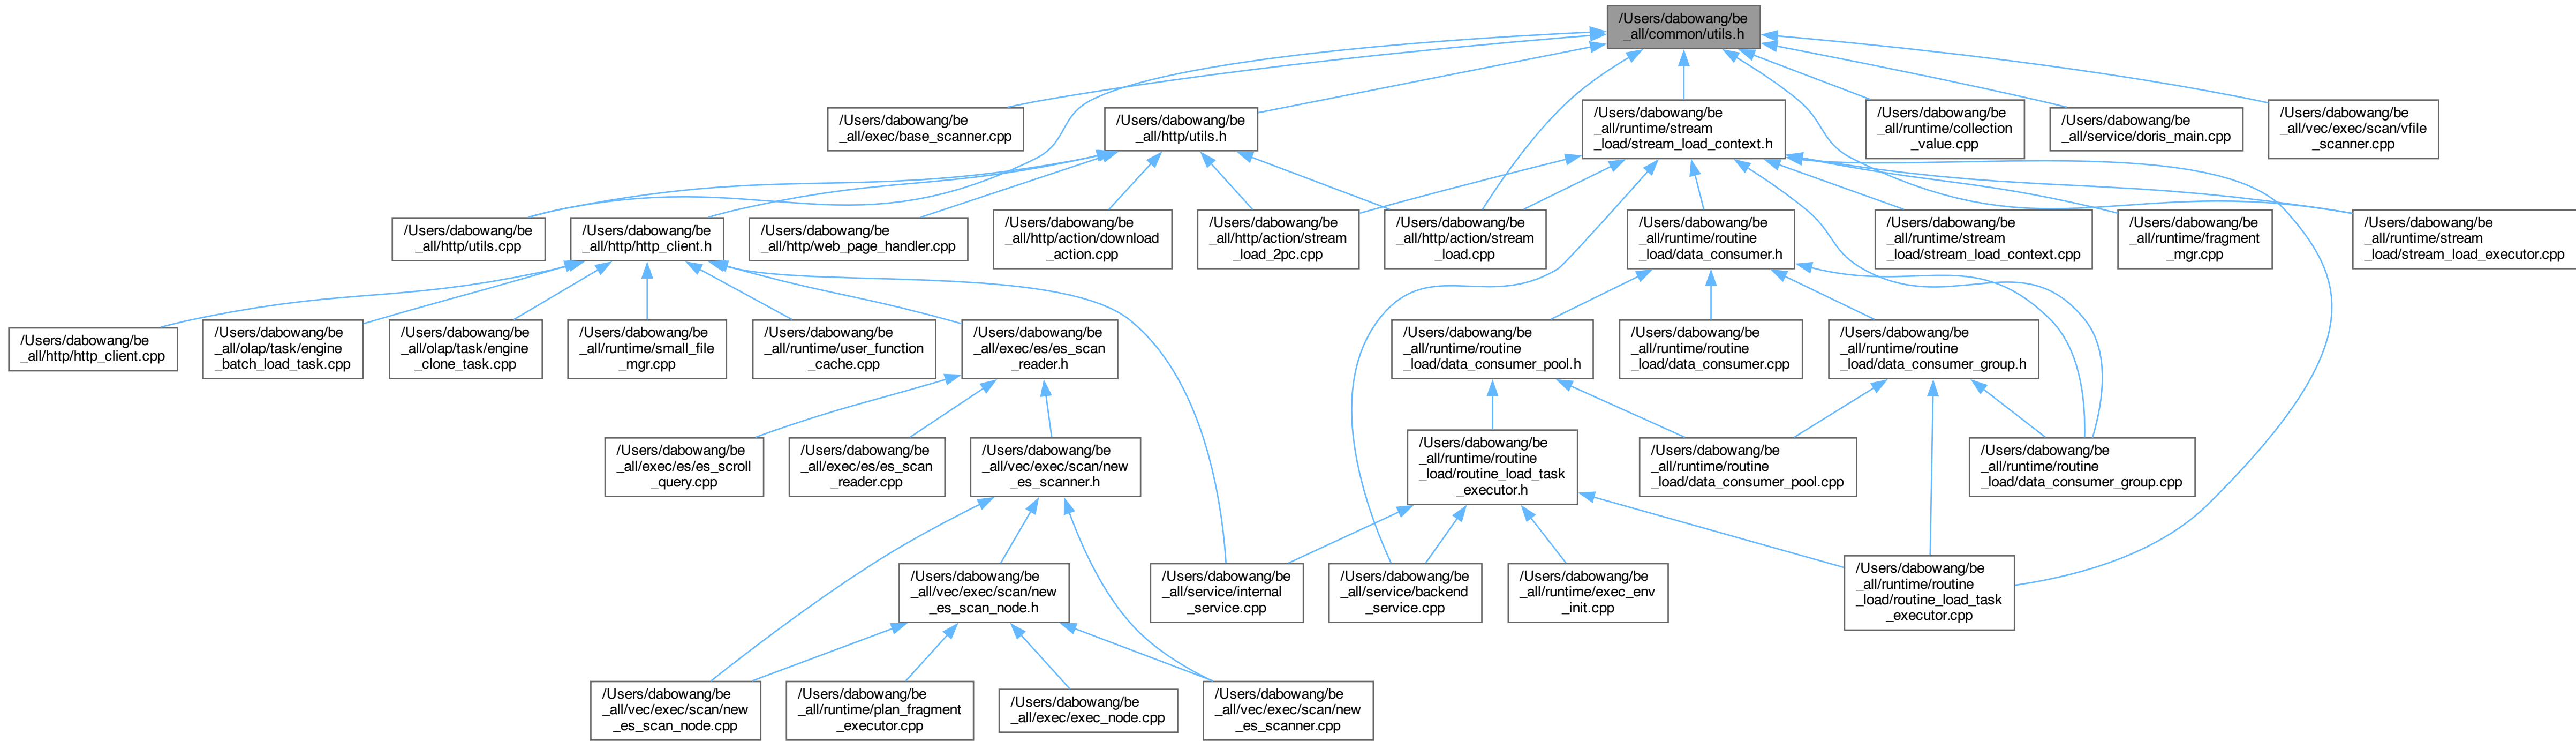 /Users/dabowang/be
_all/common/utils.h
/Users/dabowang/be
_all/exec/base_scanner.cpp
/Users/dabowang/be
_all/http/utils.h
/Users/dabowang/be
_all/runtime/stream
_load/stream_load_context.h
/Users/dabowang/be
_all/runtime/collection
_value.cpp
/Users/dabowang/be
_all/service/doris_main.cpp
/Users/dabowang/be
_all/vec/exec/scan/vfile
_scanner.cpp
/Users/dabowang/be
_all/http/utils.cpp
/Users/dabowang/be
_all/http/http_client.h
/Users/dabowang/be
_all/http/web_page_handler.cpp
/Users/dabowang/be
_all/http/action/download
_action.cpp
/Users/dabowang/be
_all/http/action/stream
_load_2pc.cpp
/Users/dabowang/be
_all/http/action/stream
_load.cpp
/Users/dabowang/be
_all/runtime/routine
_load/data_consumer.h
/Users/dabowang/be
_all/runtime/stream
_load/stream_load_context.cpp
/Users/dabowang/be
_all/runtime/fragment
_mgr.cpp
/Users/dabowang/be
_all/runtime/stream
_load/stream_load_executor.cpp
/Users/dabowang/be
_all/http/http_client.cpp
/Users/dabowang/be
_all/olap/task/engine
_batch_load_task.cpp
/Users/dabowang/be
_all/olap/task/engine
_clone_task.cpp
/Users/dabowang/be
_all/runtime/small_file
_mgr.cpp
/Users/dabowang/be
_all/runtime/user_function
_cache.cpp
/Users/dabowang/be
_all/exec/es/es_scan
_reader.h
/Users/dabowang/be
_all/runtime/routine
_load/data_consumer_pool.h
/Users/dabowang/be
_all/runtime/routine
_load/data_consumer.cpp
/Users/dabowang/be
_all/runtime/routine
_load/data_consumer_group.h
/Users/dabowang/be
_all/exec/es/es_scroll
_query.cpp
/Users/dabowang/be
_all/exec/es/es_scan
_reader.cpp
/Users/dabowang/be
_all/vec/exec/scan/new
_es_scanner.h
/Users/dabowang/be
_all/runtime/routine
_load/routine_load_task
_executor.h
/Users/dabowang/be
_all/runtime/routine
_load/data_consumer_pool.cpp
/Users/dabowang/be
_all/runtime/routine
_load/data_consumer_group.cpp
/Users/dabowang/be
_all/vec/exec/scan/new
_es_scan_node.h
/Users/dabowang/be
_all/service/internal
_service.cpp
/Users/dabowang/be
_all/service/backend
_service.cpp
/Users/dabowang/be
_all/runtime/exec_env
_init.cpp
/Users/dabowang/be
_all/runtime/routine
_load/routine_load_task
_executor.cpp
/Users/dabowang/be
_all/vec/exec/scan/new
_es_scan_node.cpp
/Users/dabowang/be
_all/runtime/plan_fragment
_executor.cpp
/Users/dabowang/be
_all/exec/exec_node.cpp
/Users/dabowang/be
_all/vec/exec/scan/new
_es_scanner.cpp